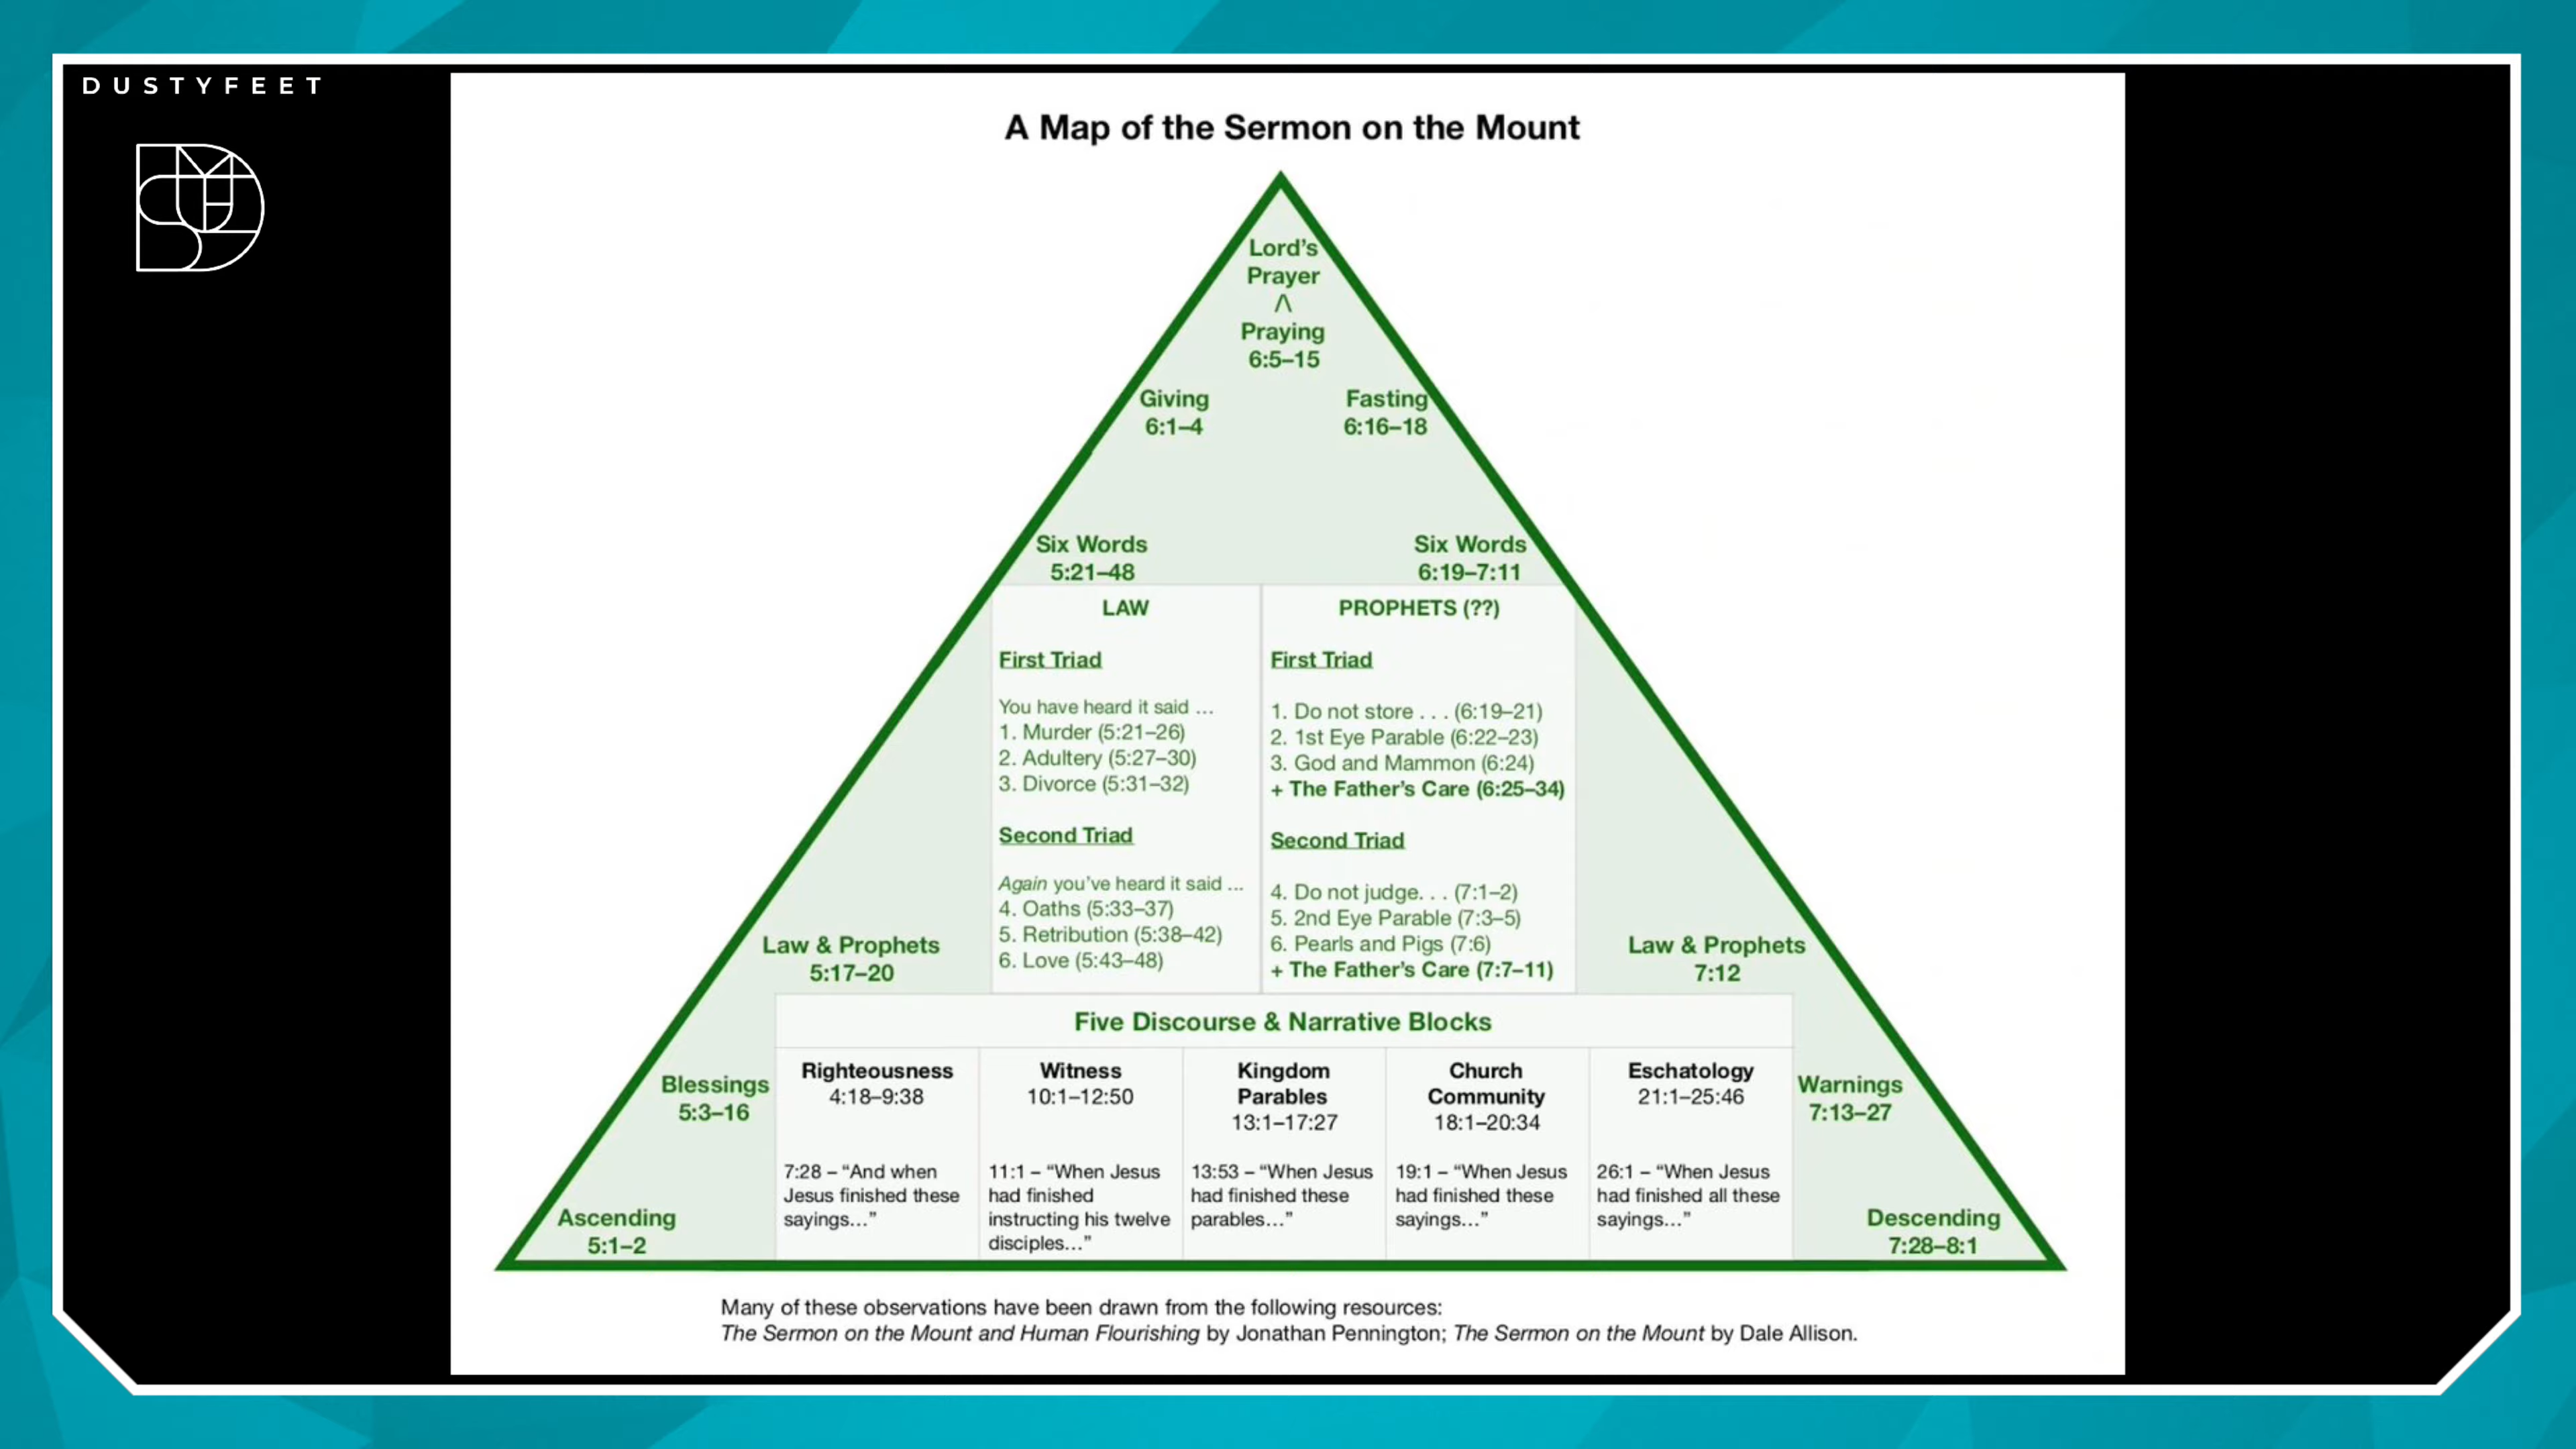 DUSTYFEET
A Map of the Sermon on the Mount
Lord's
Prayer
Λ
Praying
6:5–15
Giving
6:1–4
Fasting
6:16–18
Six Words
5:21–48
Six Words
6:19–7:11
LAW
First Triad
You have heard it said ...
1. Murder (5:21–26)
2. Adultery (5:27–30)
3. Divorce (5:31–32)
Second Triad
Again you've heard it said ...
4. Oaths (5:33–37)
5. Retribution (5:38–42)
6. Love (5:43–48)
PROPHETS (??)
First Triad
1. Do not store . . . (6:19–21)
2. 1st Eye Parable (6:22–23)
3. God and Mammon (6:24)
+ The Father's Care (6:25–34)
Second Triad
4. Do not judge. . . (7:1–2)
5. 2nd Eye Parable (7:3–5)
6. Pearls and Pigs (7:6)
+ The Father's Care (7:7–11)
Law & Prophets
5:17–20
Law & Prophets
7:12
Five Discourse & Narrative Blocks
Blessings
5:3–16
Righteousness
4:18–9:38
7:28 – “And when
Jesus finished these
sayings...”
Witness
10:1–12:50
11:1 – “When Jesus
had finished
instructing his twelve
disciples...”
Kingdom
Parables
13:1–17:27
13:53 – “When Jesus
had finished these
parables...”
Church
Community
18:1–20:34
19:1 – “When Jesus
had finished these
sayings...”
Eschatology
21:1–25:46
26:1 – “When Jesus
had finished all these
sayings...”
Warnings
7:13–27
Ascending
5:1–2
Descending
7:28–8:1
Many of these observations have been drawn from the following resources:
The Sermon on the Mount and Human Flourishing by Jonathan Pennington; The Sermon on the Mount by Dale Allison.